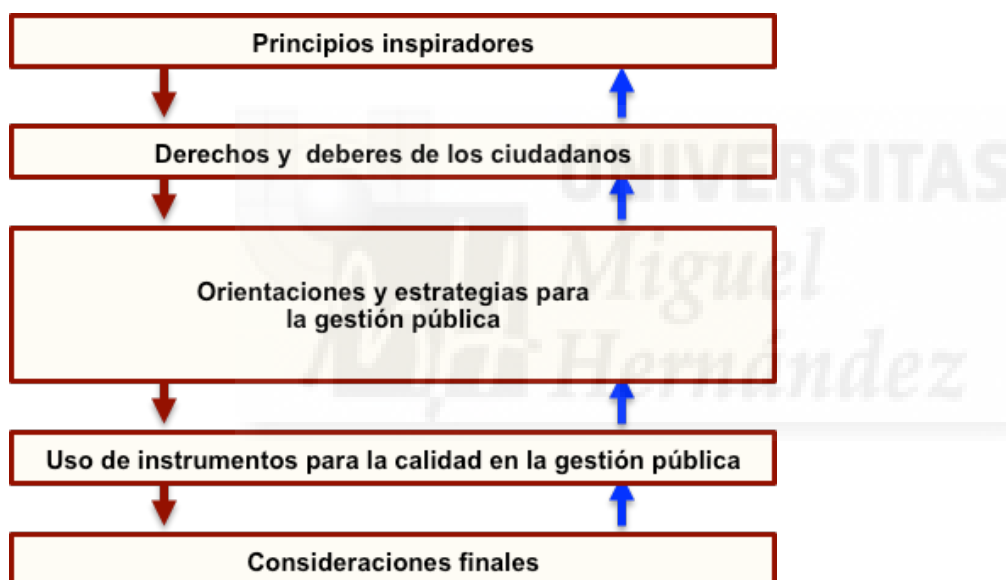 Principios inspiradores
Derechos y deberes de los ciudadanos
UNIVERSITAS
Miguel
Orientaciones y estrategias para
la gestión pública
Hernández
Uso de instrumentos para la calidad en la gestión pública
Consideraciones finales